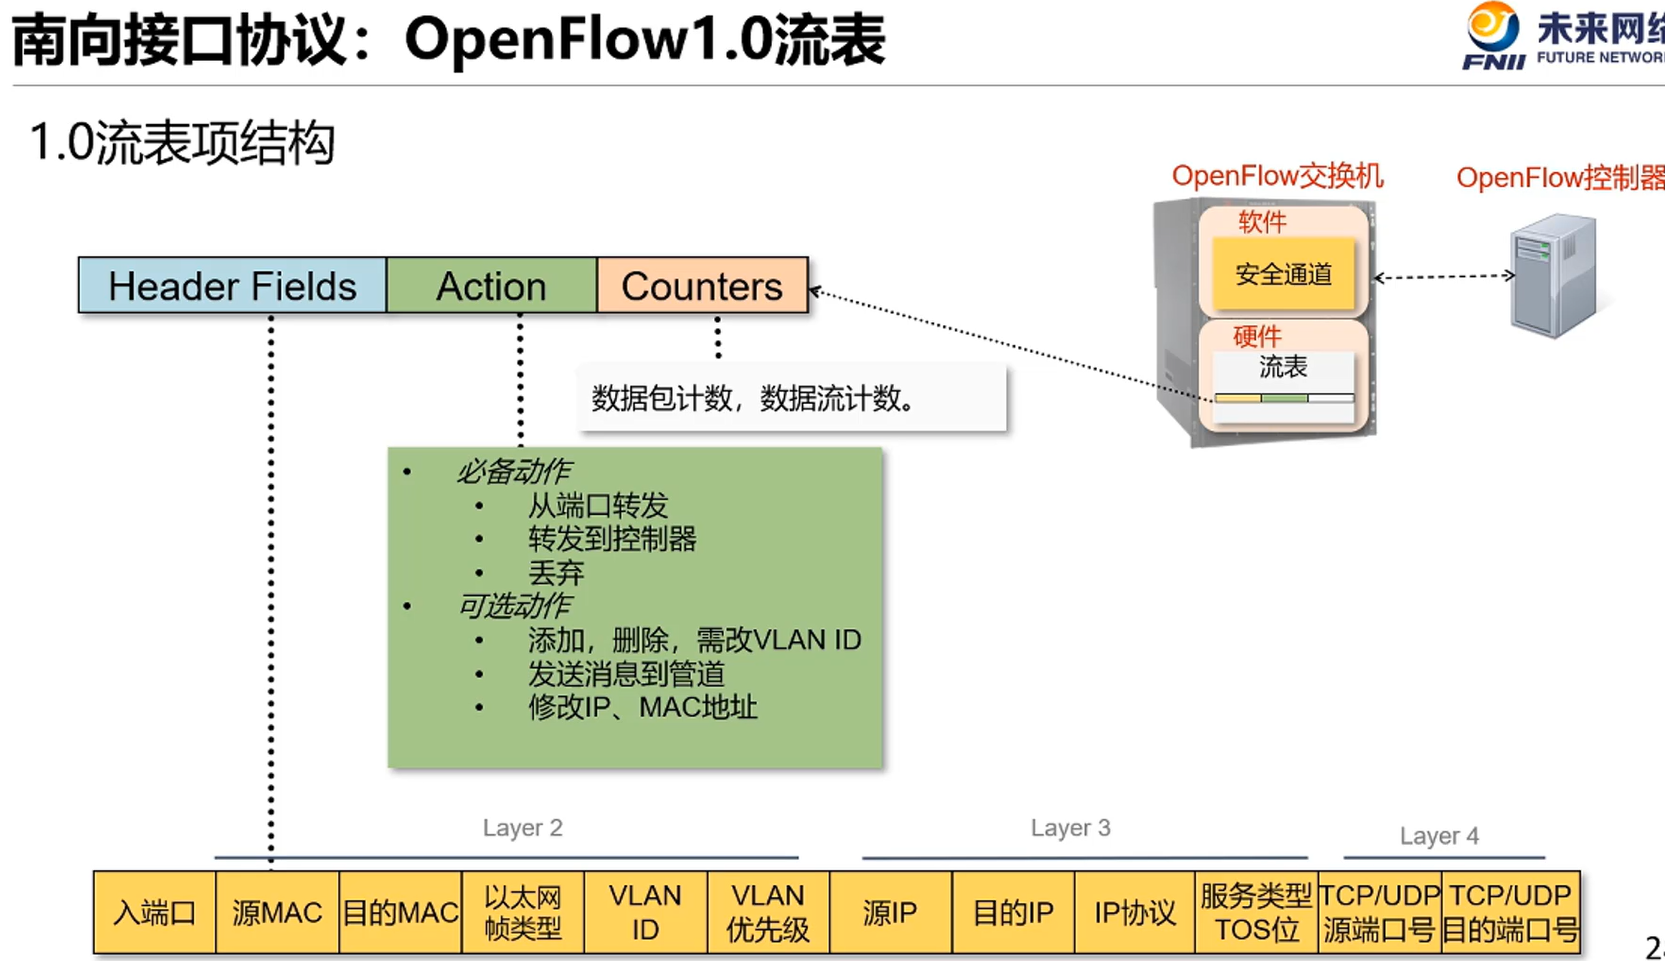 南向接口协议：OpenFlow1.0流表
FNII
未来网络
FUTURE NETWOR
1.0流表项结构
OpenFlow交换机
OpenFlow控制器
软件
安全通道
硬件
流表
Header Fields
Action
Counters
数据包计数，数据流计数。
• 必备动作
• 从端口转发
• 转发到控制器
• 丢弃
• 可选动作
• 添加，删除，需改VLAN ID
• 发送消息到管道
• 修改IP、MAC地址
Layer 2
Layer 3
Layer 4
入端口
源MAC
目的MAC
以太网
帧类型
VLAN
ID
VLAN
优先级
源IP
目的IP
IP协议
服务类型
TOS位
TCP/UDP
源端口号
TCP/UDP
目的端口号